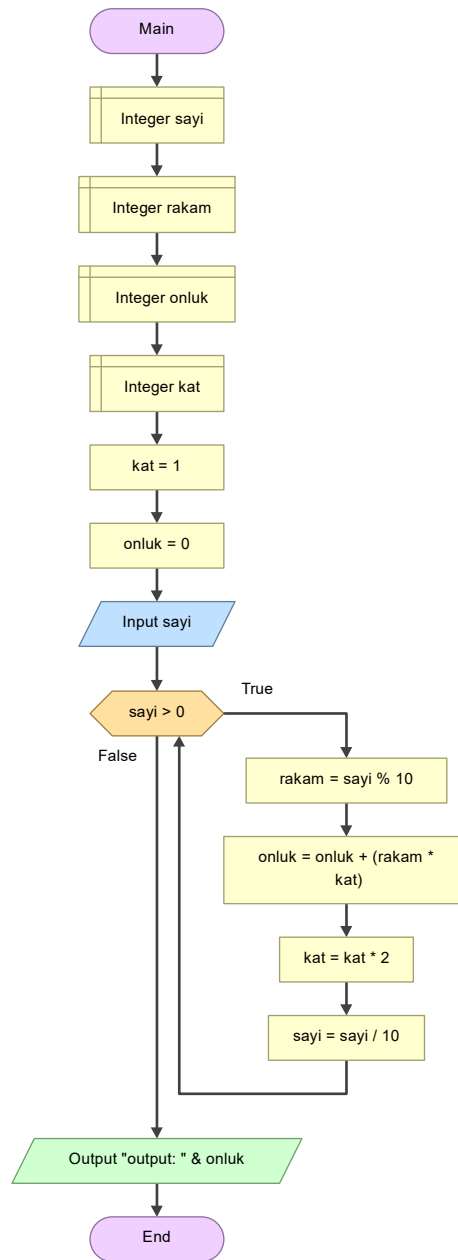 Main
Integer sayi
Integer rakam
Integer onluk
Integer kat
kat = 1
onluk = 0
Input sayi
sayi > 0
True
False
rakam = sayi % 10
onluk = onluk + (rakam *
kat)
kat = kat * 2
sayi = sayi / 10
Output "output: " & onluk
End